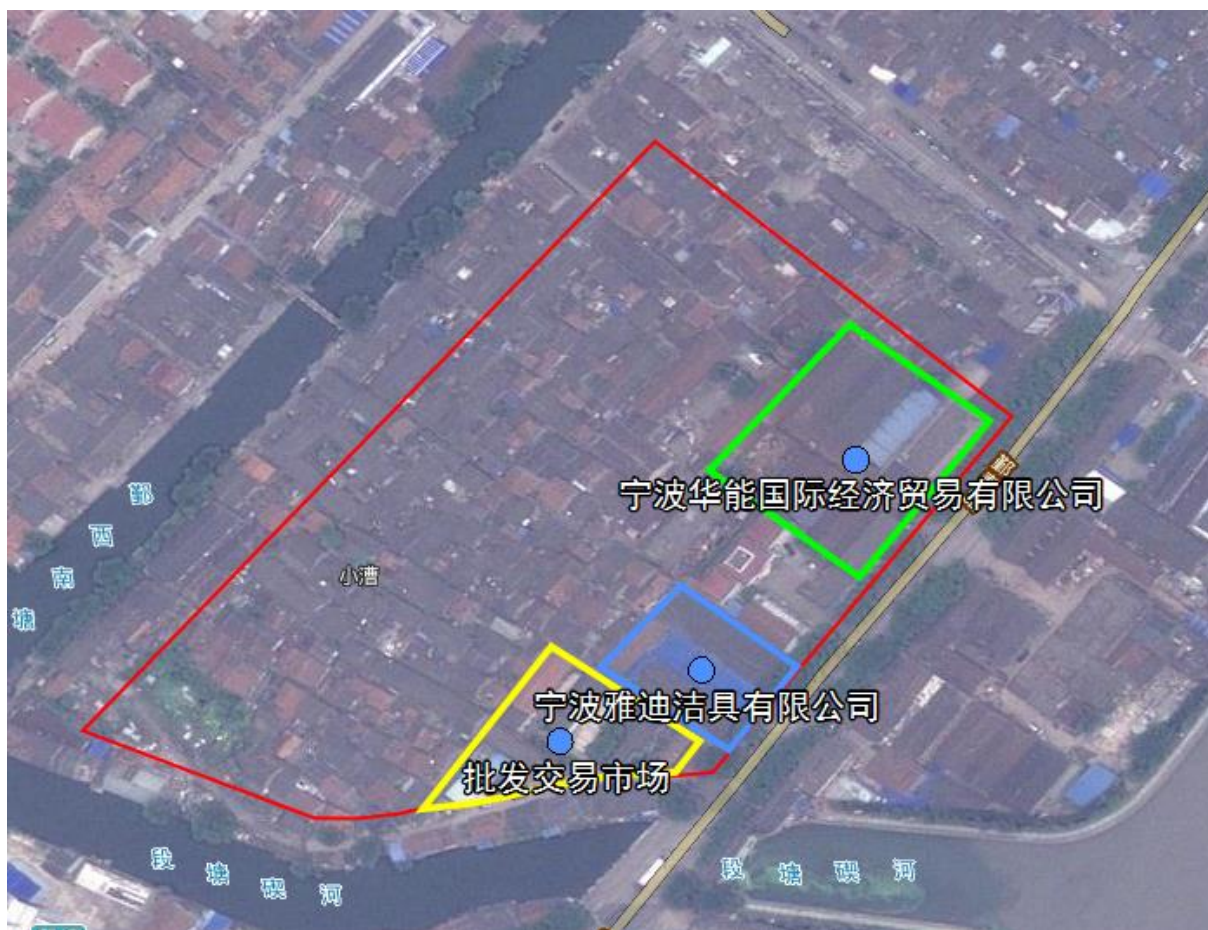 宁波华能国际经济贸易有限公司
鄞西南塘
小漕
宁波雅迪洁具有限公司
批发交易市场
段塘碶河
段塘碶河
鄞